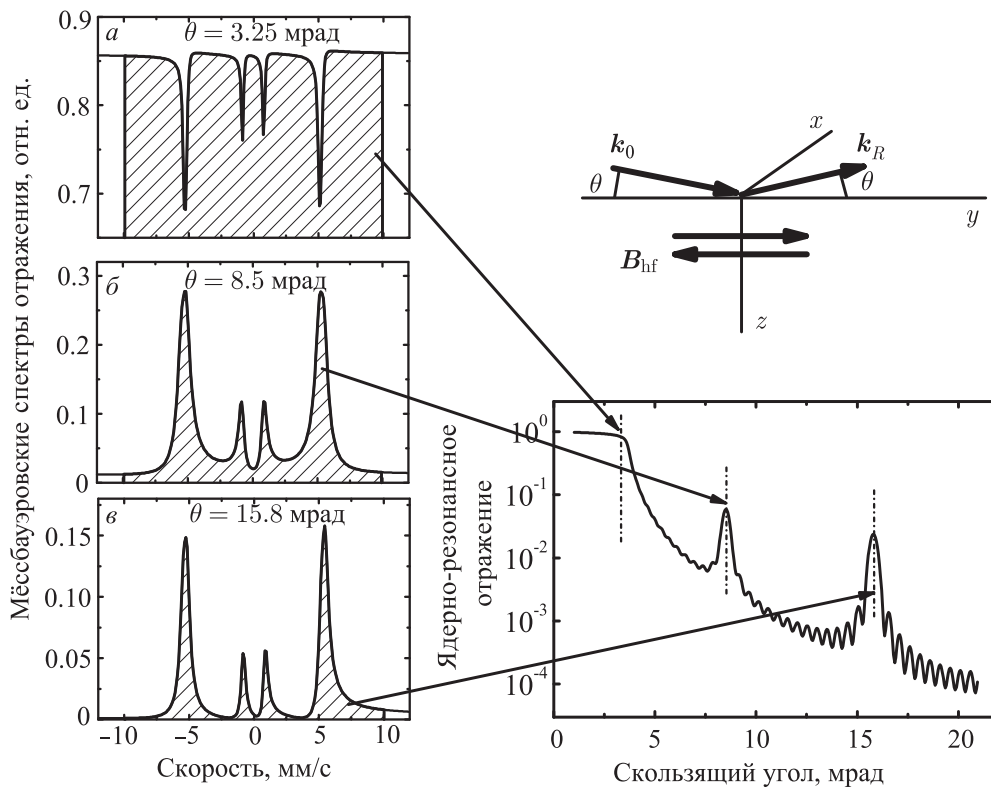 Мёссбауэровские спектры отражения, отн. ед.
а
θ = 3.25 мрад
0.9
0.8
0.7
б
θ = 8.5 мрад
0.3
0.2
0.1
0
в
θ = 15.8 мрад
0.15
0.10
0.05
0
−10 −5 0 5 10
Скорость, мм/с
x
k0
kR
θ
θ
y
Bhf
z
Ядерно-резонансное
отражение
10^0
10^-1
10^-2
10^-3
10^-4
0 5 10 15 20
Скользящий угол, мрад